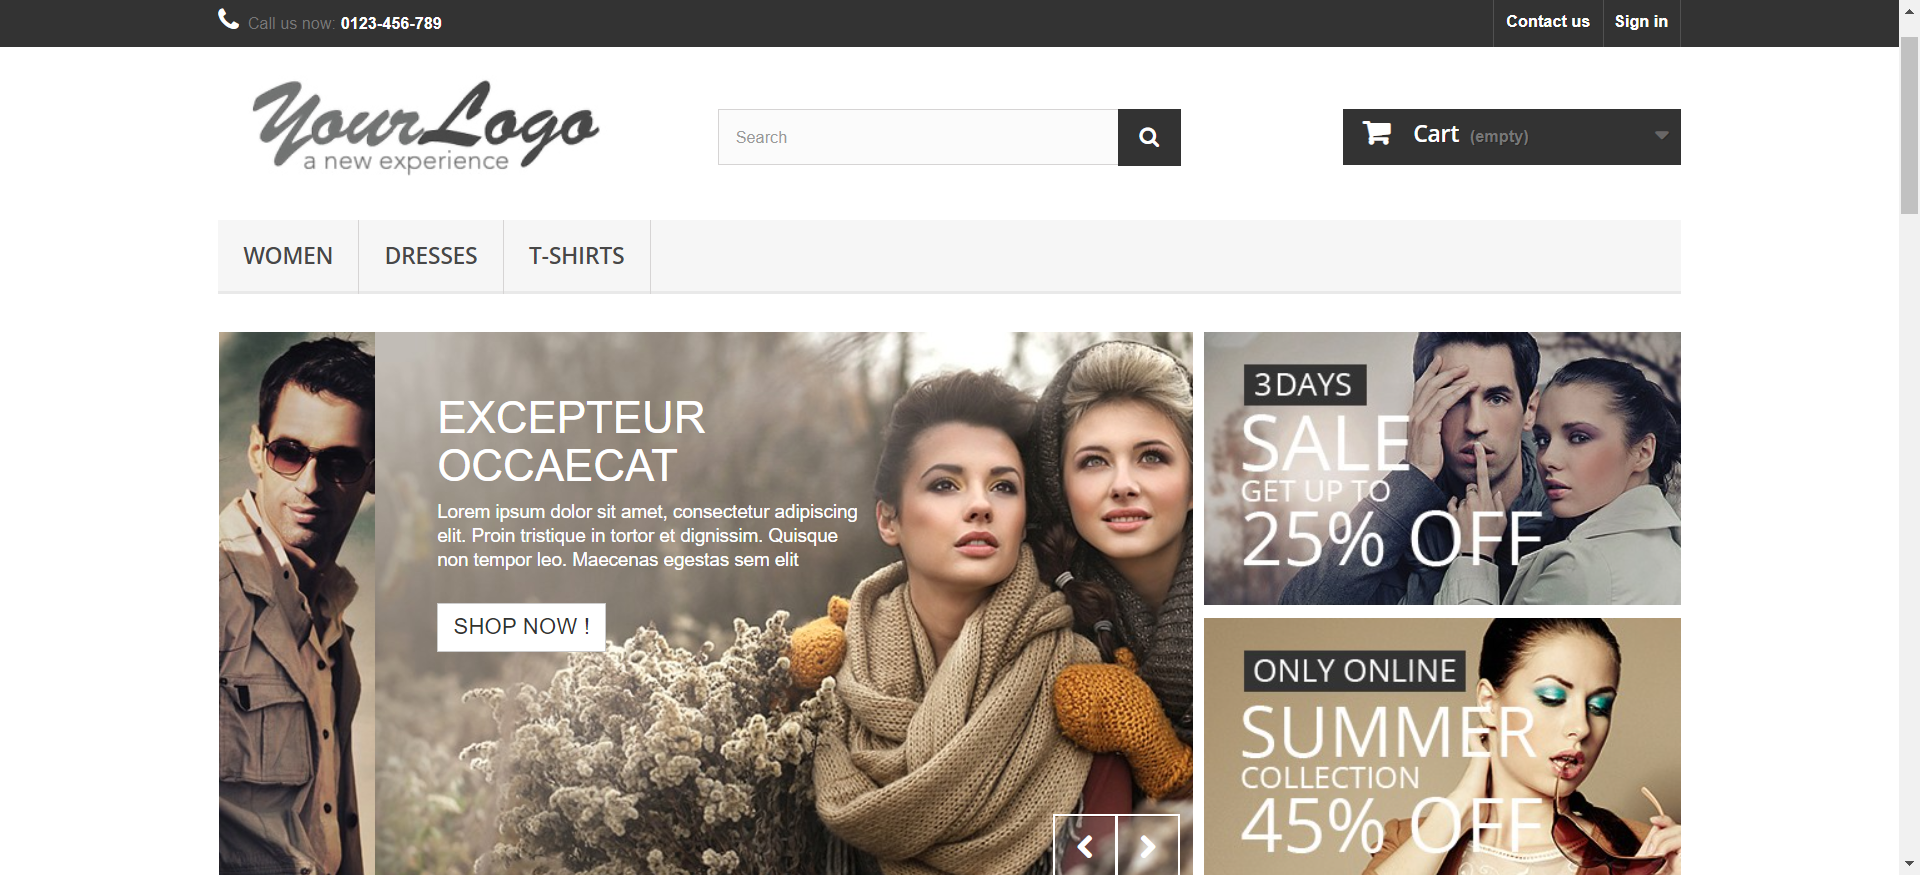 Call us now: 0123-456-789
Contact us
Sign in
YourLogo
a new experience
Search
Cart (empty)
WOMEN
DRESSES
T-SHIRTS
EXCEPTEUR
OCCAECAT
Lorem ipsum dolor sit amet, consectetur adipiscing
elit. Proin tristique in tortor et dignissim. Quisque
non tempor leo. Maecenas egestas sem elit
SHOP NOW !
3 DAYS
SALE
GET UP TO
25% OFF
ONLY ONLINE
SUMMER
COLLECTION
45% OFF